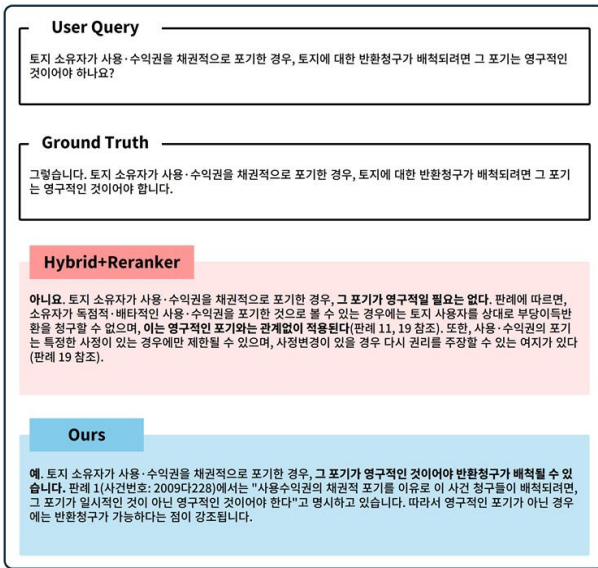 User Query
토지 소유자가 사용·수익권을 채권적으로 포기한 경우, 토지에 대한 반환청구가 배척되려면 그 포기는 영구적인
것이어야 하나요?
Ground Truth
그렇습니다. 토지 소유자가 사용·수익권을 채권적으로 포기한 경우, 토지에 대한 반환청구가 배척되려면 그 포기
는 영구적인 것이어야 합니다.
Hybrid+Reranker
아니요. 토지 소유자가 사용·수익권을 채권적으로 포기한 경우, 그 포기가 영구적일 필요는 없다. 판례에 따르면,
소유자가 독점적·배타적인 사용·수익권을 포기한 것으로 볼 수 있는 경우에는 토지 사용자를 상대로 부당이득반
환을 청구할 수 없으며, 이는 영구적인 포기와는 관계없이 적용된다(판례 11, 19 참조). 또한, 사용·수익권의 포기
는 특정한 사정이 있는 경우에만 제한될 수 있으며, 사정변경이 있을 경우 다시 권리를 주장할 수 있는 여지가 있다
(판례 19 참조).
Ours
예. 토지 소유자가 사용·수익권을 채권적으로 포기한 경우, 그 포기가 영구적인 것이어야 반환청구가 배척될 수 있
습니다. 판례 1(사건번호: 2009다228)에서는 "사용수익권의 채권적 포기를 이유로 이 사건 청구들이 배척되려면,
그 포기가 일시적인 것이 아닌 영구적인 것이어야 한다"고 명시하고 있습니다. 따라서 영구적인 포기가 아닌 경우
에는 반환청구가 가능하다는 점이 강조됩니다.